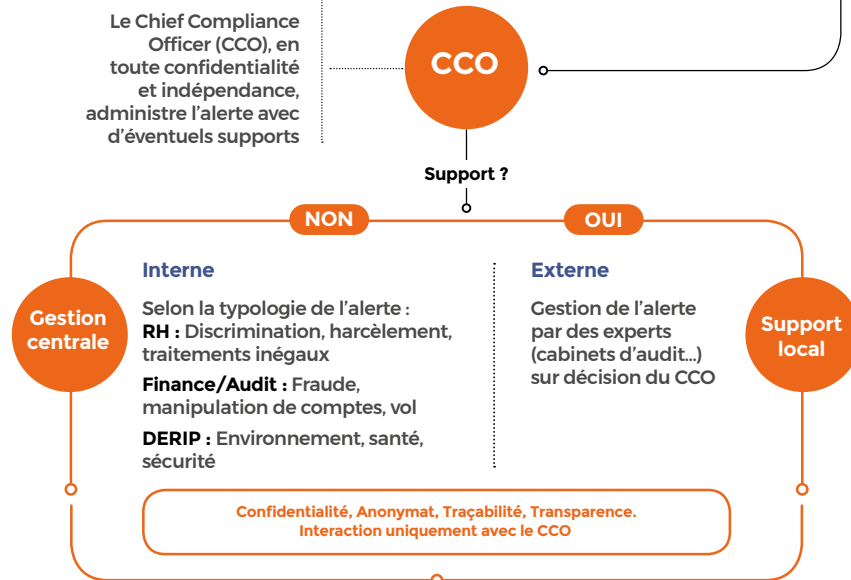 Le Chief Compliance
Officer (CCO), en
toute confidentialité
et indépendance,
administre l'alerte avec
d'éventuels supports
CCO
Support ?
NON
OUI
Gestion
centrale
Interne
Selon la typologie de l'alerte :
RH : Discrimination, harcèlement,
traitements inégaux
Finance/Audit : Fraude,
manipulation de comptes, vol
DERIP : Environnement, santé,
sécurité
Externe
Gestion de l'alerte
par des experts
(cabinets d'audit...)
sur décision du CCO
Support
local
Confidentialité, Anonymat, Traçabilité, Transparence.
Interaction uniquement avec le CCO